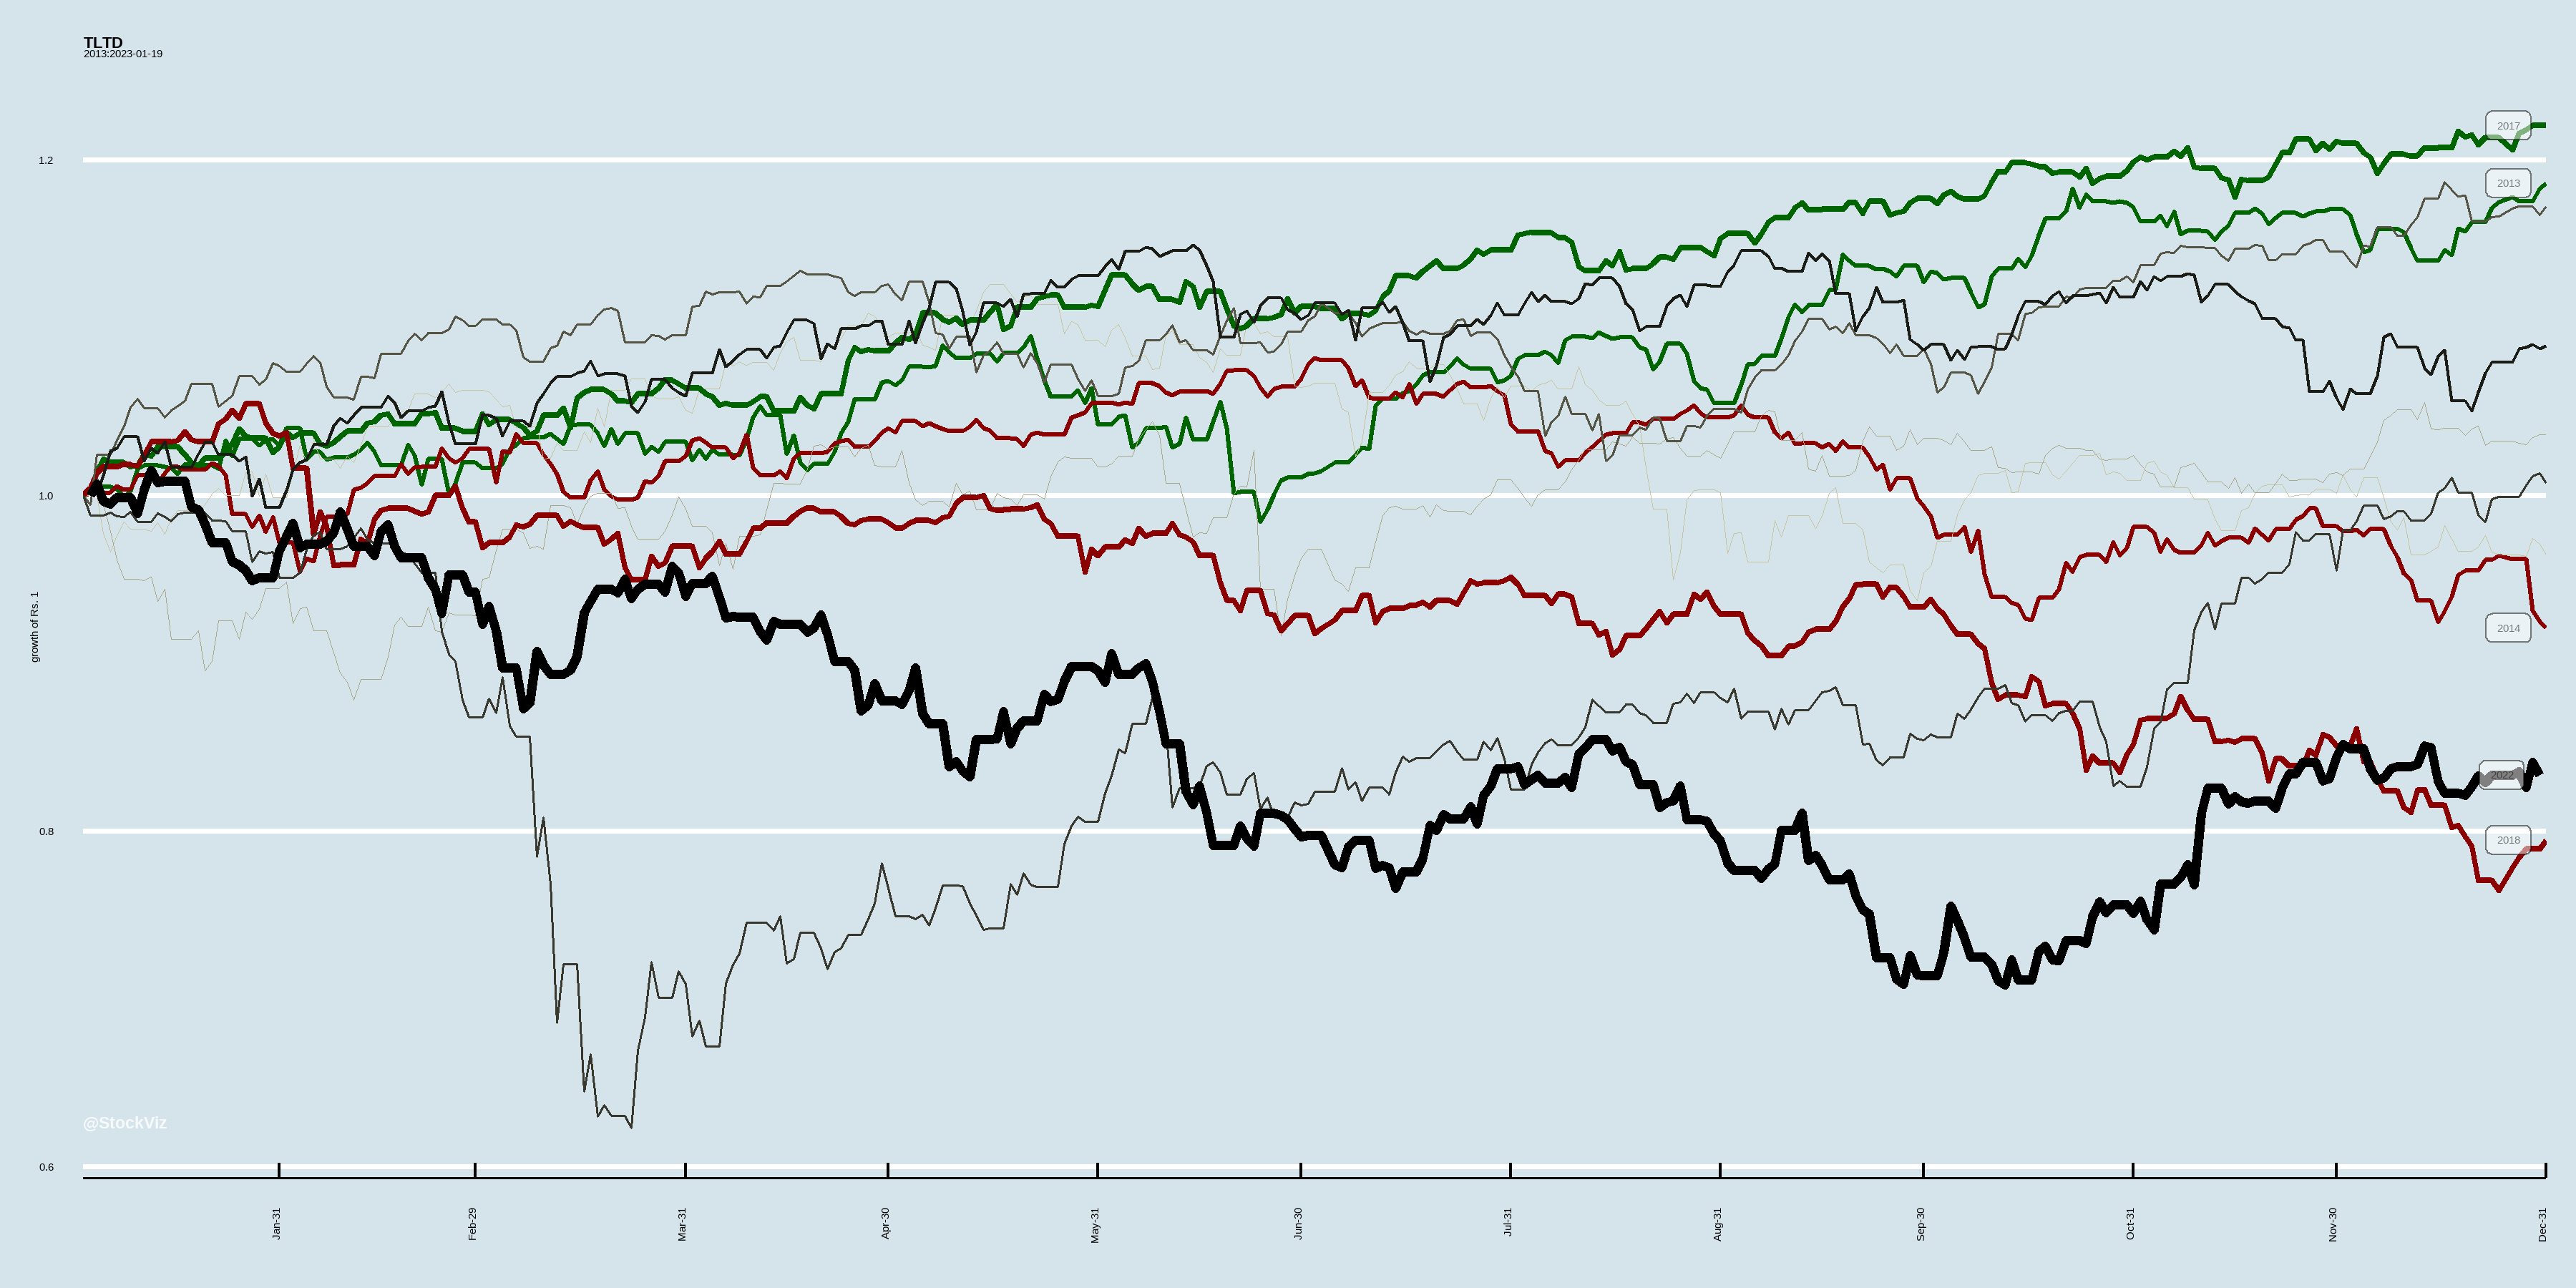 TLTD
2013:2023-01-19
2017
1.2
2013
1.0
growth of Rs. 1
2014
2022
0.8
2018
@StockViz
0.6
Jan-31
Feb-29
Mar-31
Apr-30
May-31
Jun-30
Jul-31
Aug-31
Sep-30
Oct-31
Nov-30
Dec-31